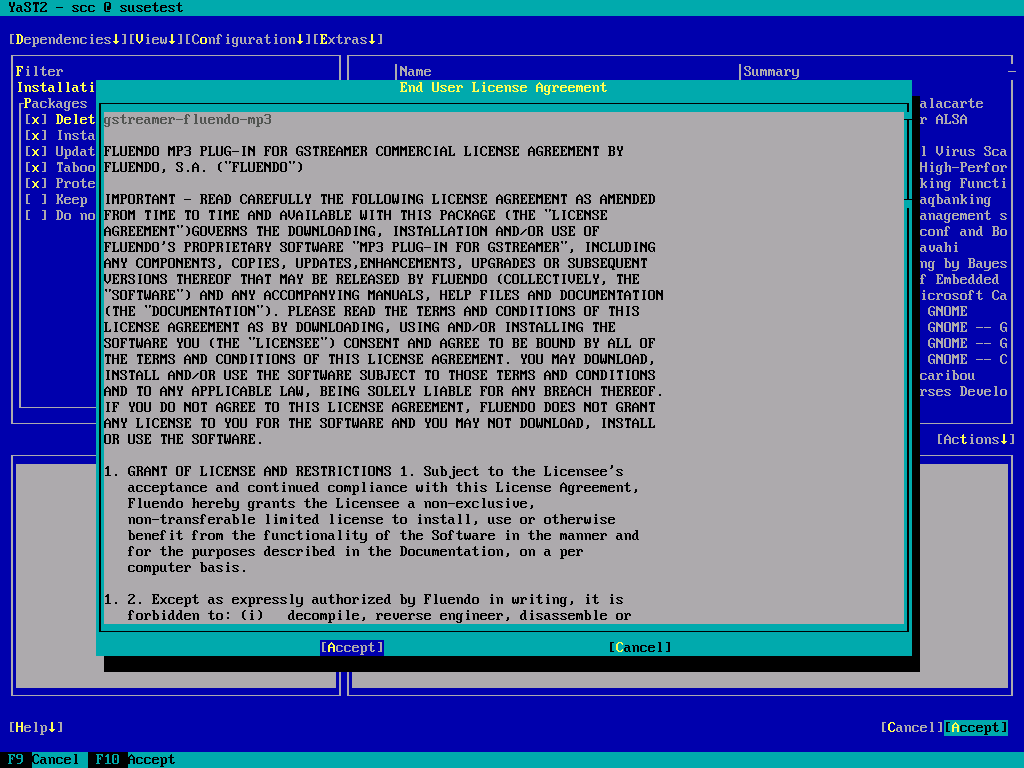 YaST2 - scc @ susetest
[Dependencies↓][View↓][Configuration↓][Extras↓]
Filter
Name
Summary
Installati
End User License Agreement
Packages
alacarte
[x] Delet
gstreamer-fluendo-mp3
r ALSA
[x] Insta
[x] Updat
FLUENDO MP3 PLUG-IN FOR GSTREAMER COMMERCIAL LICENSE AGREEMENT BY
l Virus Sca
[x] Taboo
FLUENDO, S.A. ("FLUENDO")
High-Perfor
[x] Prote
king Functi
[ ] Keep
IMPORTANT - READ CAREFULLY THE FOLLOWING LICENSE AGREEMENT AS AMENDED
aqbanking
[ ] Do no
FROM TIME TO TIME AND AVAILABLE WITH THIS PACKAGE (THE "LICENSE
anagement s
AGREEMENT")GOVERNS THE DOWNLOADING, INSTALLATION AND/OR USE OF
conf and Bo
FLUENDO'S PROPRIETARY SOFTWARE "MP3 PLUG-IN FOR GSTREAMER", INCLUDING
avahi
ANY COMPONENTS, COPIES, UPDATES,ENHANCEMENTS, UPGRADES OR SUBSEQUENT
ng by Bayes
VERSIONS THEREOF THAT MAY BE RELEASED BY FLUENDO (COLLECTIVELY, THE
f Embedded
"SOFTWARE") AND ANY ACCOMPANYING MANUALS, HELP FILES AND DOCUMENTATION
icrosoft Ca
(THE "DOCUMENTATION"). PLEASE READ THE TERMS AND CONDITIONS OF THIS
GNOME
LICENSE AGREEMENT AS BY DOWNLOADING, USING AND/OR INSTALLING THE
GNOME -- G
SOFTWARE YOU (THE "LICENSEE") CONSENT AND AGREE TO BE BOUND BY ALL OF
GNOME -- G
THE TERMS AND CONDITIONS OF THIS LICENSE AGREEMENT. YOU MAY DOWNLOAD,
GNOME -- C
INSTALL AND/OR USE THE SOFTWARE SUBJECT TO THOSE TERMS AND CONDITIONS
caribou
AND TO ANY APPLICABLE LAW, BEING SOLELY LIABLE FOR ANY BREACH THEREOF.
rses Develo
IF YOU DO NOT AGREE TO THIS LICENSE AGREEMENT, FLUENDO DOES NOT GRANT
ANY LICENSE TO YOU FOR THE SOFTWARE AND YOU MAY NOT DOWNLOAD, INSTALL
OR USE THE SOFTWARE.
[Actions↓]
1. GRANT OF LICENSE AND RESTRICTIONS 1. Subject to the Licensee's
acceptance and continued compliance with this License Agreement,
Fluendo hereby grants the Licensee a non-exclusive,
non-transferable limited license to install, use or otherwise
benefit from the functionality of the Software in the manner and
for the purposes described in the Documentation, on a per
computer basis.
1. 2. Except as expressly authorized by Fluendo in writing, it is
forbidden to: (i)   decompile, reverse engineer, disassemble or
[Accept]
[Cancel]
[Help↓]
[Cancel][Accept]
F9 Cancel F10 Accept